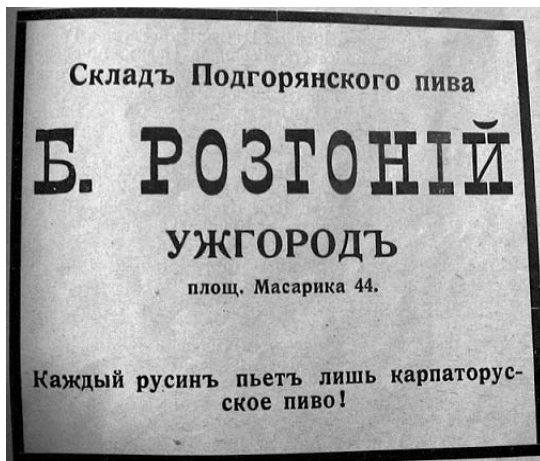 Складъ Подгорянского пива
Б. РОЗГОНІЙ
УЖГОРОДЪ
площ. Масарика 44.
Каждый русинъ пьетъ лишь карпаторус-
ское пиво!